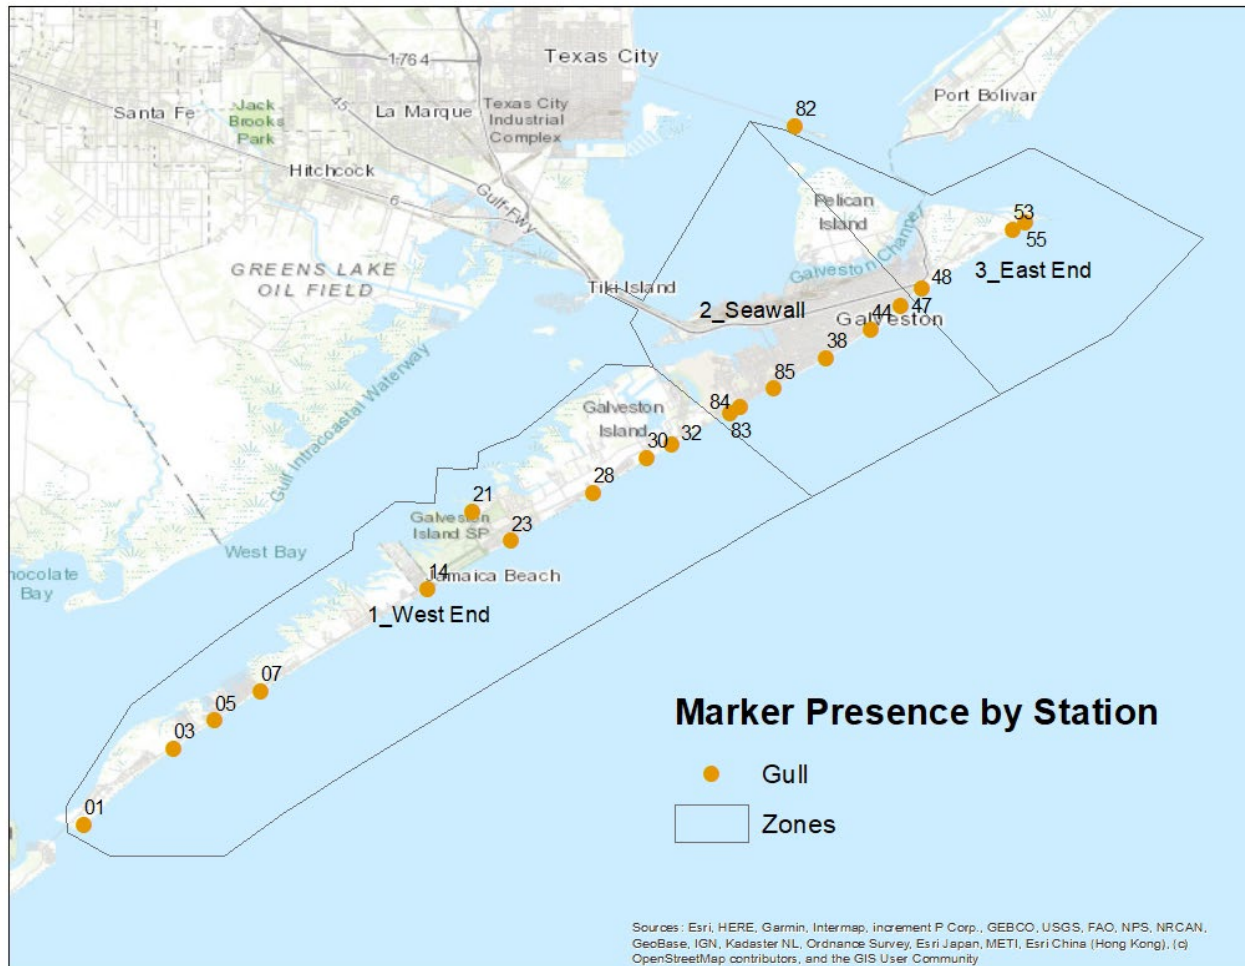 Texas City
1764
45
Santa Fe
Jack
Brooks
Park
La Marque
Texas City
Industrial
Complex
Port Bolivar
82
Hitchcock
6
Gulf-Fwy
Pelican
Island
Galveston Channel
53
55
3_East End
GREENS LAKE
OIL FIELD
Tiki Island
2_Seawall
48
47
44
Galveston
38
85
84
83
Gulf Intracoastal Waterway
Galveston
Island
30
32
28
21
Galveston
Island SP
23
West Bay
hocolate
Bay
14
Jamaica Beach
1_West End
07
05
03
01
Marker Presence by Station
Gull
Zones
Sources: Esri, HERE, Garmin, Intermap, increment P Corp., GEBCO, USGS, FAO, NPS, NRCAN,
GeoBase, IGN, Kadaster NL, Ordnance Survey, Esri Japan, METI, Esri China (Hong Kong), (c)
OpenStreetMap contributors, and the GIS User Community